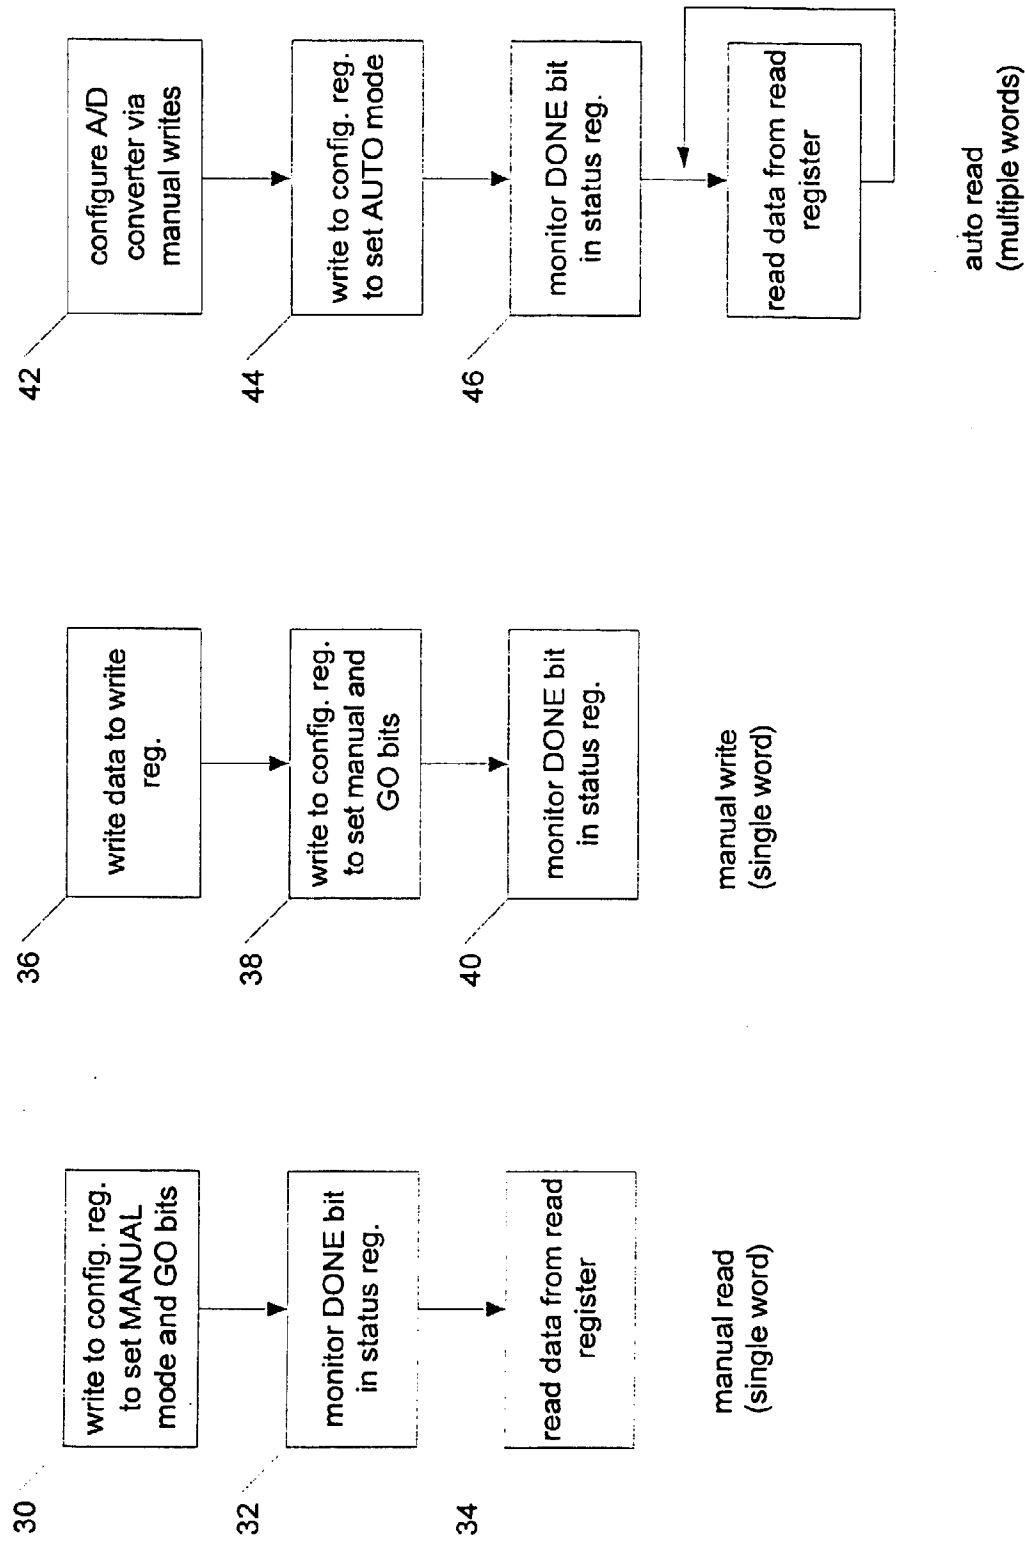 30
write to config. reg.
to set MANUAL
mode and GO bits
32
monitor DONE bit
in status reg.
34
read data from read
register
manual read
(single word)
36
write data to write
reg.
38
write to config. reg.
to set manual and
GO bits
40
monitor DONE bit
in status reg.
manual write
(single word)
42
configure A/D
converter via
manual writes
44
write to config. reg.
to set AUTO mode
46
monitor DONE bit
in status reg.
read data from read
register
auto read
(multiple words)